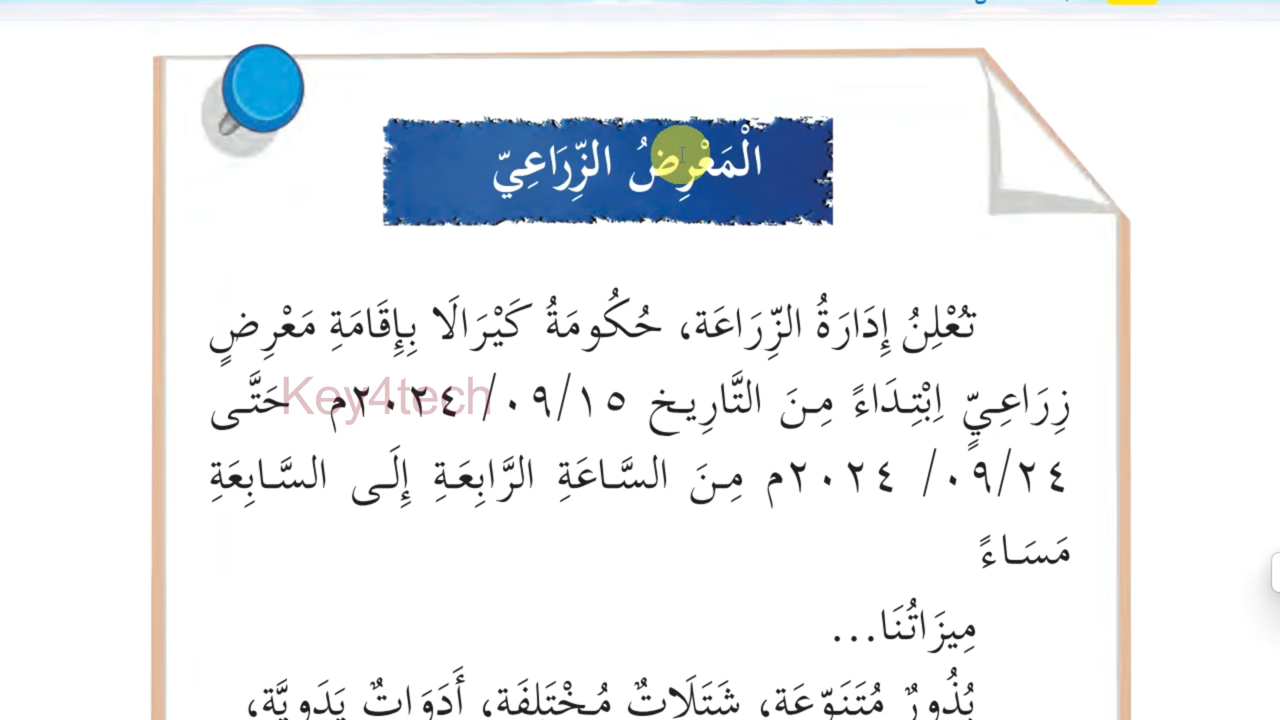 الْمَعْرِضُ الزِّرَاعِيّ
تُعْلِنُ إِدَارَةُ الزِّرَاعَة، حُكُومَةُ كَيْرَالَا بِإِقَامَةِ مَعْرِضٍ
زِرَاعِيٍّ اِبْتِدَاءً مِنَ التَّارِيخ ١٥/٠٩/ ٢٠٢٤م حَتَّى
٢٤/٠٩/ ٢٠٢٤م مِنَ السَّاعَةِ الرَّابِعَةِ إِلَى السَّابِعَةِ
مَسَاءً
مِيزَاتُنَا...
بُذُورٌ مُتَنَوِّعَة، شَتَلَاتٌ مُخْتَلِفَة، أَدَوَاتٌ يَدَوِيَّة،
Key4tech